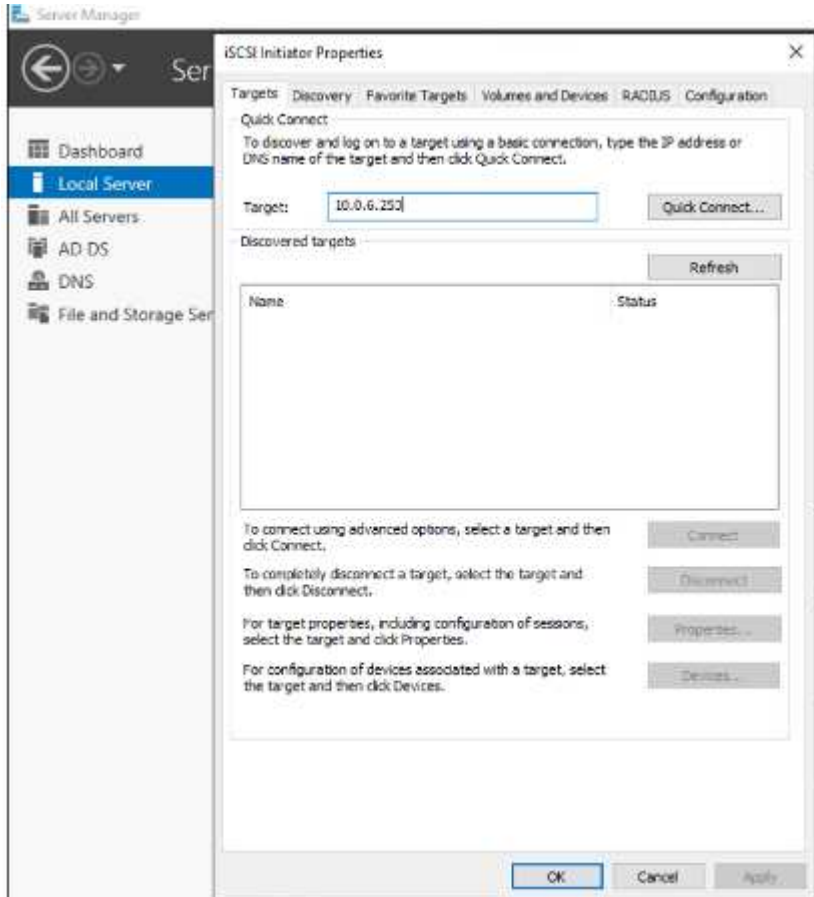 Server Manager
Ser
Dashboard
Local Server
All Servers
AD DS
DNS
File and Storage Ser
iSCSI Initiator Properties
Targets Discovery Favorite Targets Volumes and Devices RADIUS Configuration
Quick Connect
To discover and log on to a target using a basic connection, type the IP address or
DNS name of the target and then click Quick Connect.
Target: 10.0.6.253 Quick Connect...
Discovered targets
Refresh
Name Status
To connect using advanced options, select a target and then
click Connect.
Connect
To completely disconnect a target, select the target and
then click Disconnect.
Disconnect
For target properties, including configuration of sessions,
select the target and click Properties.
Properties...
For configuration of devices associated with a target, select
the target and then click Devices.
Devices...
OK Cancel Apply